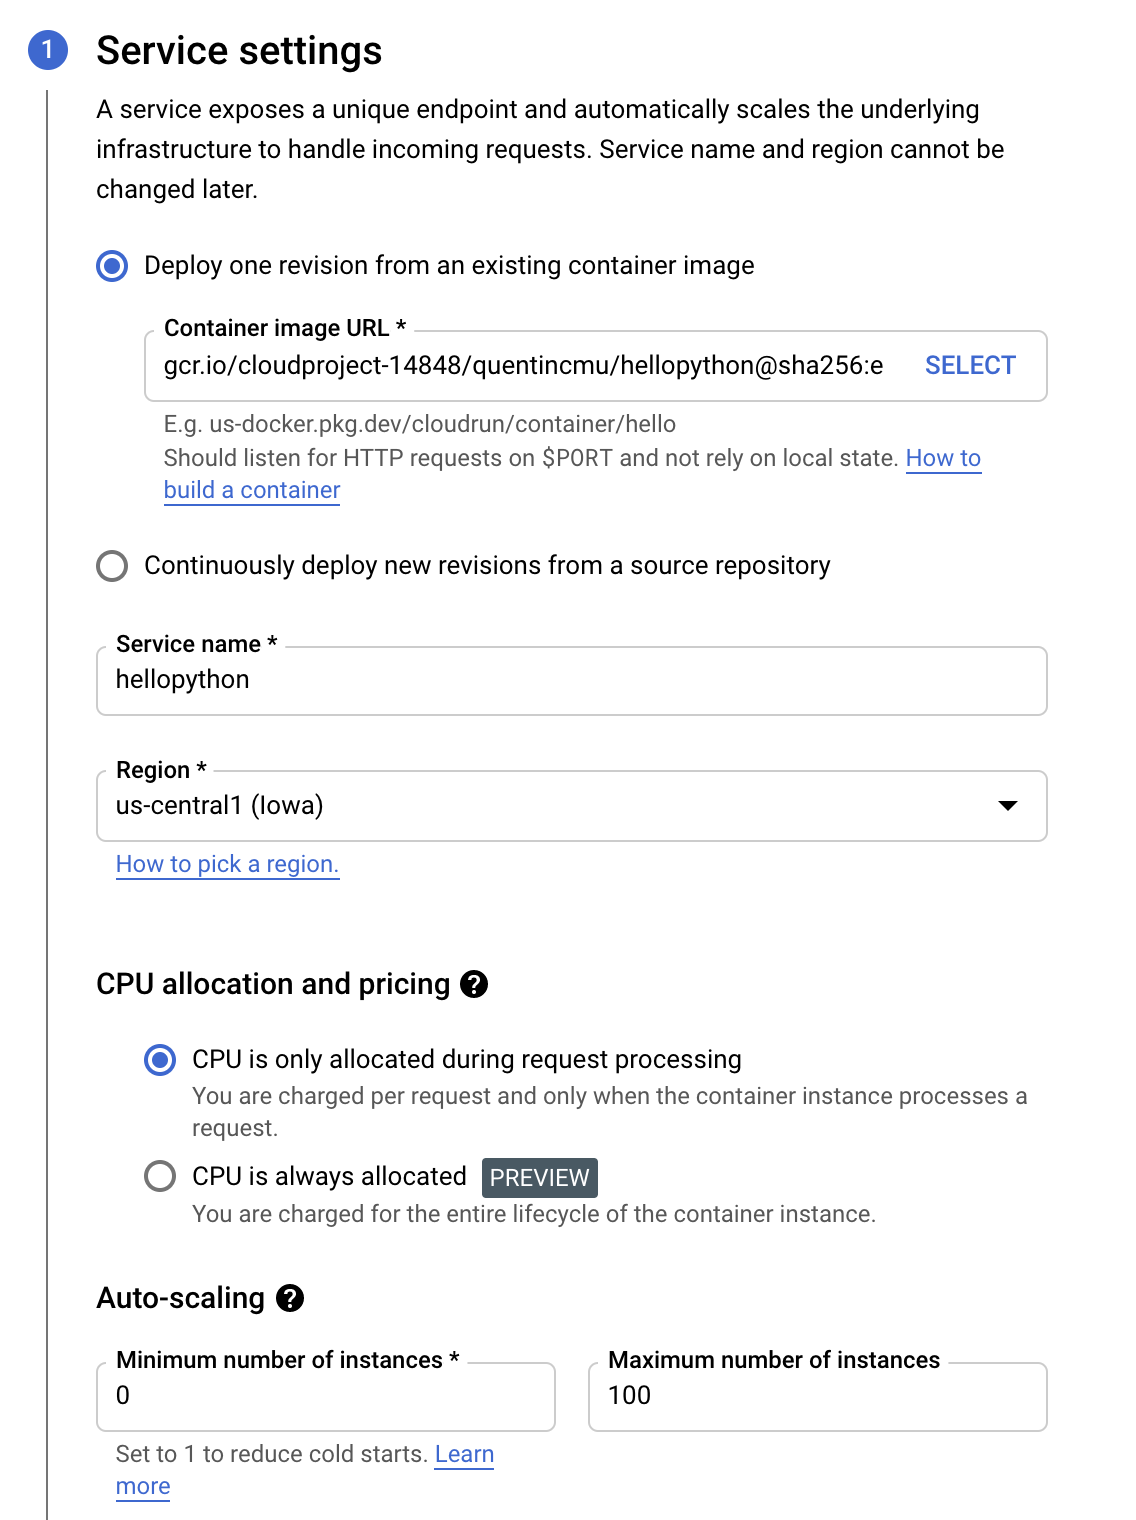 1
Service settings
A service exposes a unique endpoint and automatically scales the underlying
infrastructure to handle incoming requests. Service name and region cannot be
changed later.
Deploy one revision from an existing container image
Container image URL *
gcr.io/cloudproject-14848/quentincmu/hellopython@sha256:e
SELECT
E.g. us-docker.pkg.dev/cloudrun/container/hello
Should listen for HTTP requests on $PORT and not rely on local state. How to
build a container
Continuously deploy new revisions from a source repository
Service name *
hellopython
Region *
us-central1 (Iowa)
How to pick a region.
CPU allocation and pricing ?
CPU is only allocated during request processing
You are charged per request and only when the container instance processes a
request.
CPU is always allocated PREVIEW
You are charged for the entire lifecycle of the container instance.
Auto-scaling ?
Minimum number of instances *
0
Set to 1 to reduce cold starts. Learn
more
Maximum number of instances
100